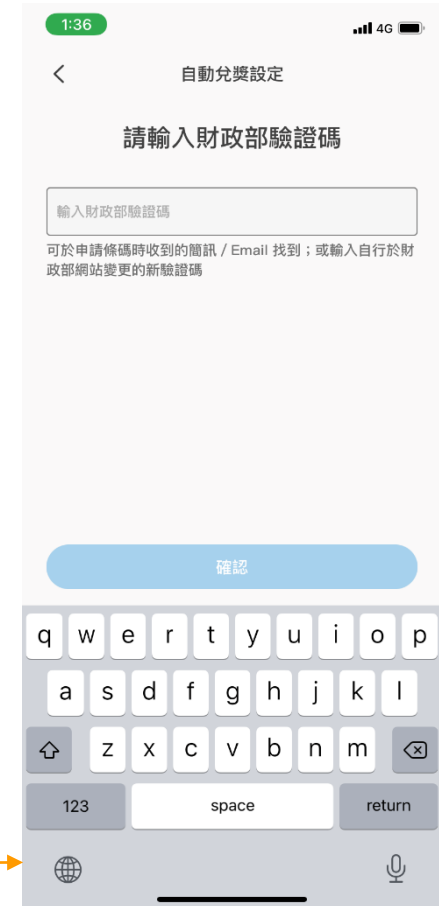 1:36
4G
自動兌獎設定
請輸入財政部驗證碼
輸入財政部驗證碼
可於申請條碼時收到的簡訊 / Email 找到；或輸入自行於財
政部網站變更的新驗證碼
確認
q w e r t y u i o p
a s d f g h j k l
z x c v b n m
123 space return